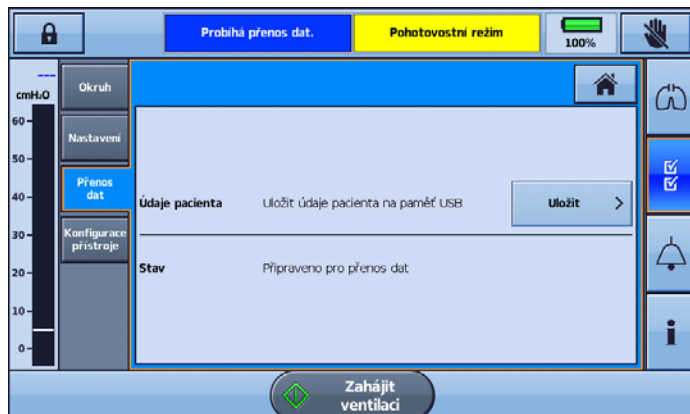 Probíhá přenos dat.
Pohotovostní režim
100%
---
cmH₂O
60
50
40
30
20
10
0
Okruh
Nastavení
Přenos
dat
Konfigurace
přístroje
Údaje pacienta
Uložit údaje pacienta na paměť USB
Uložit
Stav
Připraveno pro přenos dat
Zahájit
ventilaci